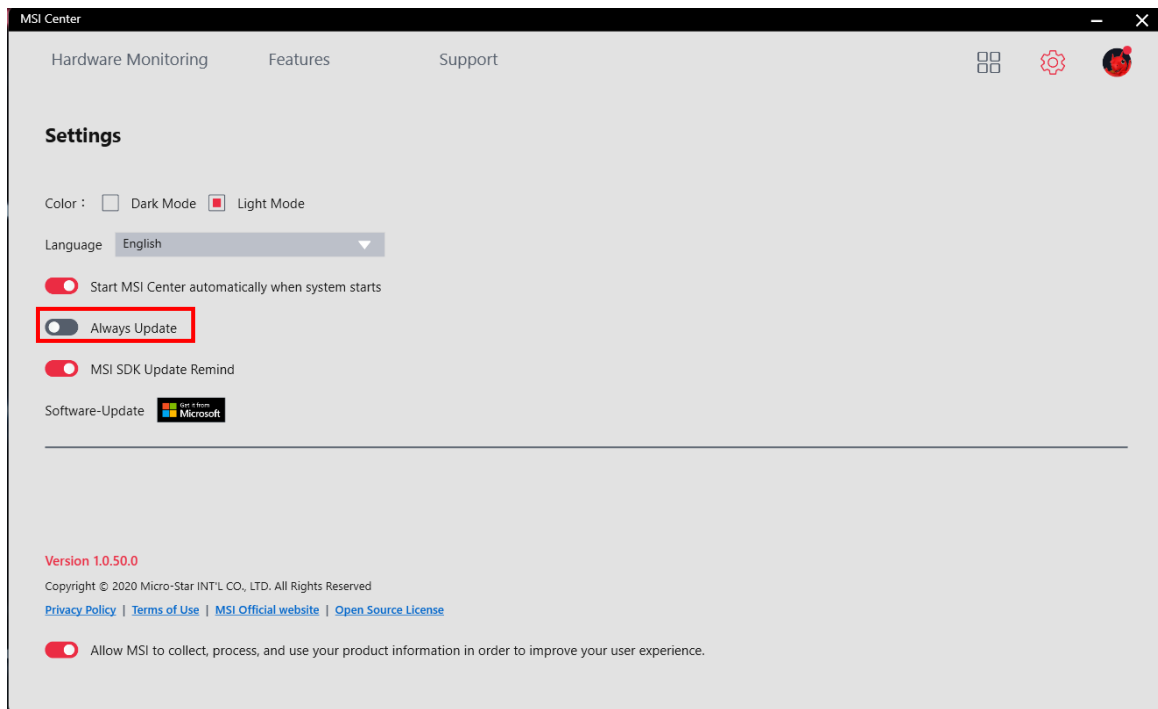 MSI Center
Hardware Monitoring Features Support
Settings
Color : Dark Mode Light Mode
Language English
Start MSI Center automatically when system starts
Always Update
MSI SDK Update Remind
Software-Update Get it from Microsoft
Version 1.0.50.0
Copyright © 2020 Micro-Star INT'L CO., LTD. All Rights Reserved
Privacy Policy | Terms of Use | MSI Official website | Open Source License
Allow MSI to collect, process, and use your product information in order to improve your user experience.